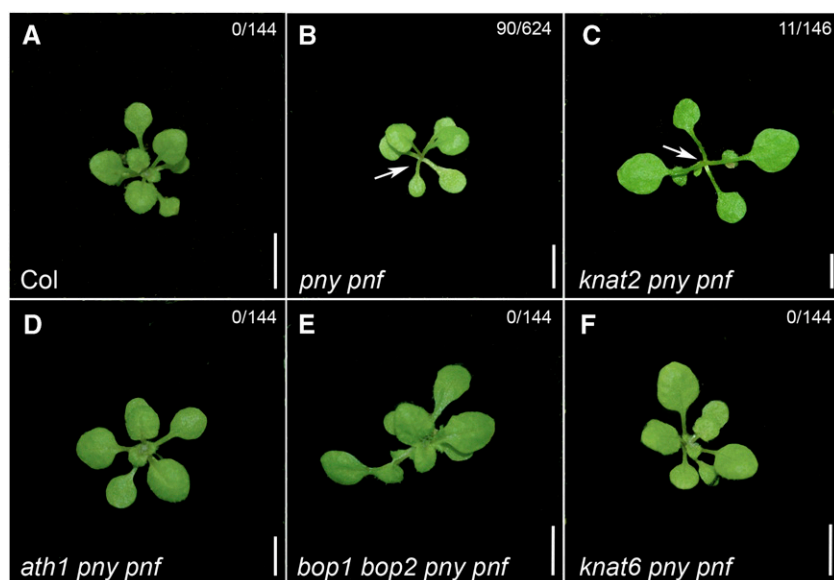 A 0/144
Col
B 90/624
pny pnf
C 11/146
knat2 pny pnf
D 0/144
ath1 pny pnf
E 0/144
bop1 bop2 pny pnf
F 0/144
knat6 pny pnf